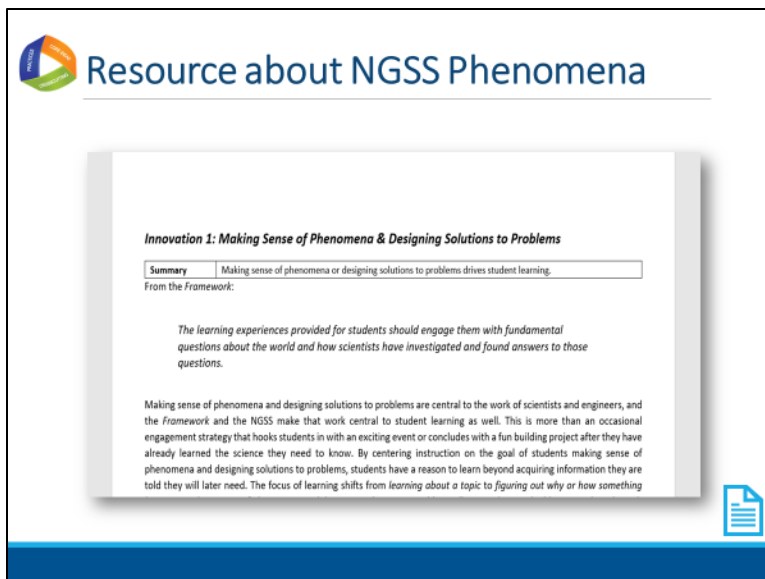 Resource about NGSS Phenomena
PRACTICES
CORE IDEAS
CROSSCUTTING
Innovation 1: Making Sense of Phenomena & Designing Solutions to Problems
Summary Making sense of phenomena or designing solutions to problems drives student learning.
From the Framework:
The learning experiences provided for students should engage them with fundamental
questions about the world and how scientists have investigated and found answers to those
questions.
Making sense of phenomena and designing solutions to problems are central to the work of scientists and engineers, and
the Framework and the NGSS make that work central to student learning as well. This is more than an occasional
engagement strategy that hooks students in with an exciting event or concludes with a fun building project after they have
already learned the science they need to know. By centering instruction on the goal of students making sense of
phenomena and designing solutions to problems, students have a reason to learn beyond acquiring information they are
told they will later need. The focus of learning shifts from learning about a topic to figuring out why or how something